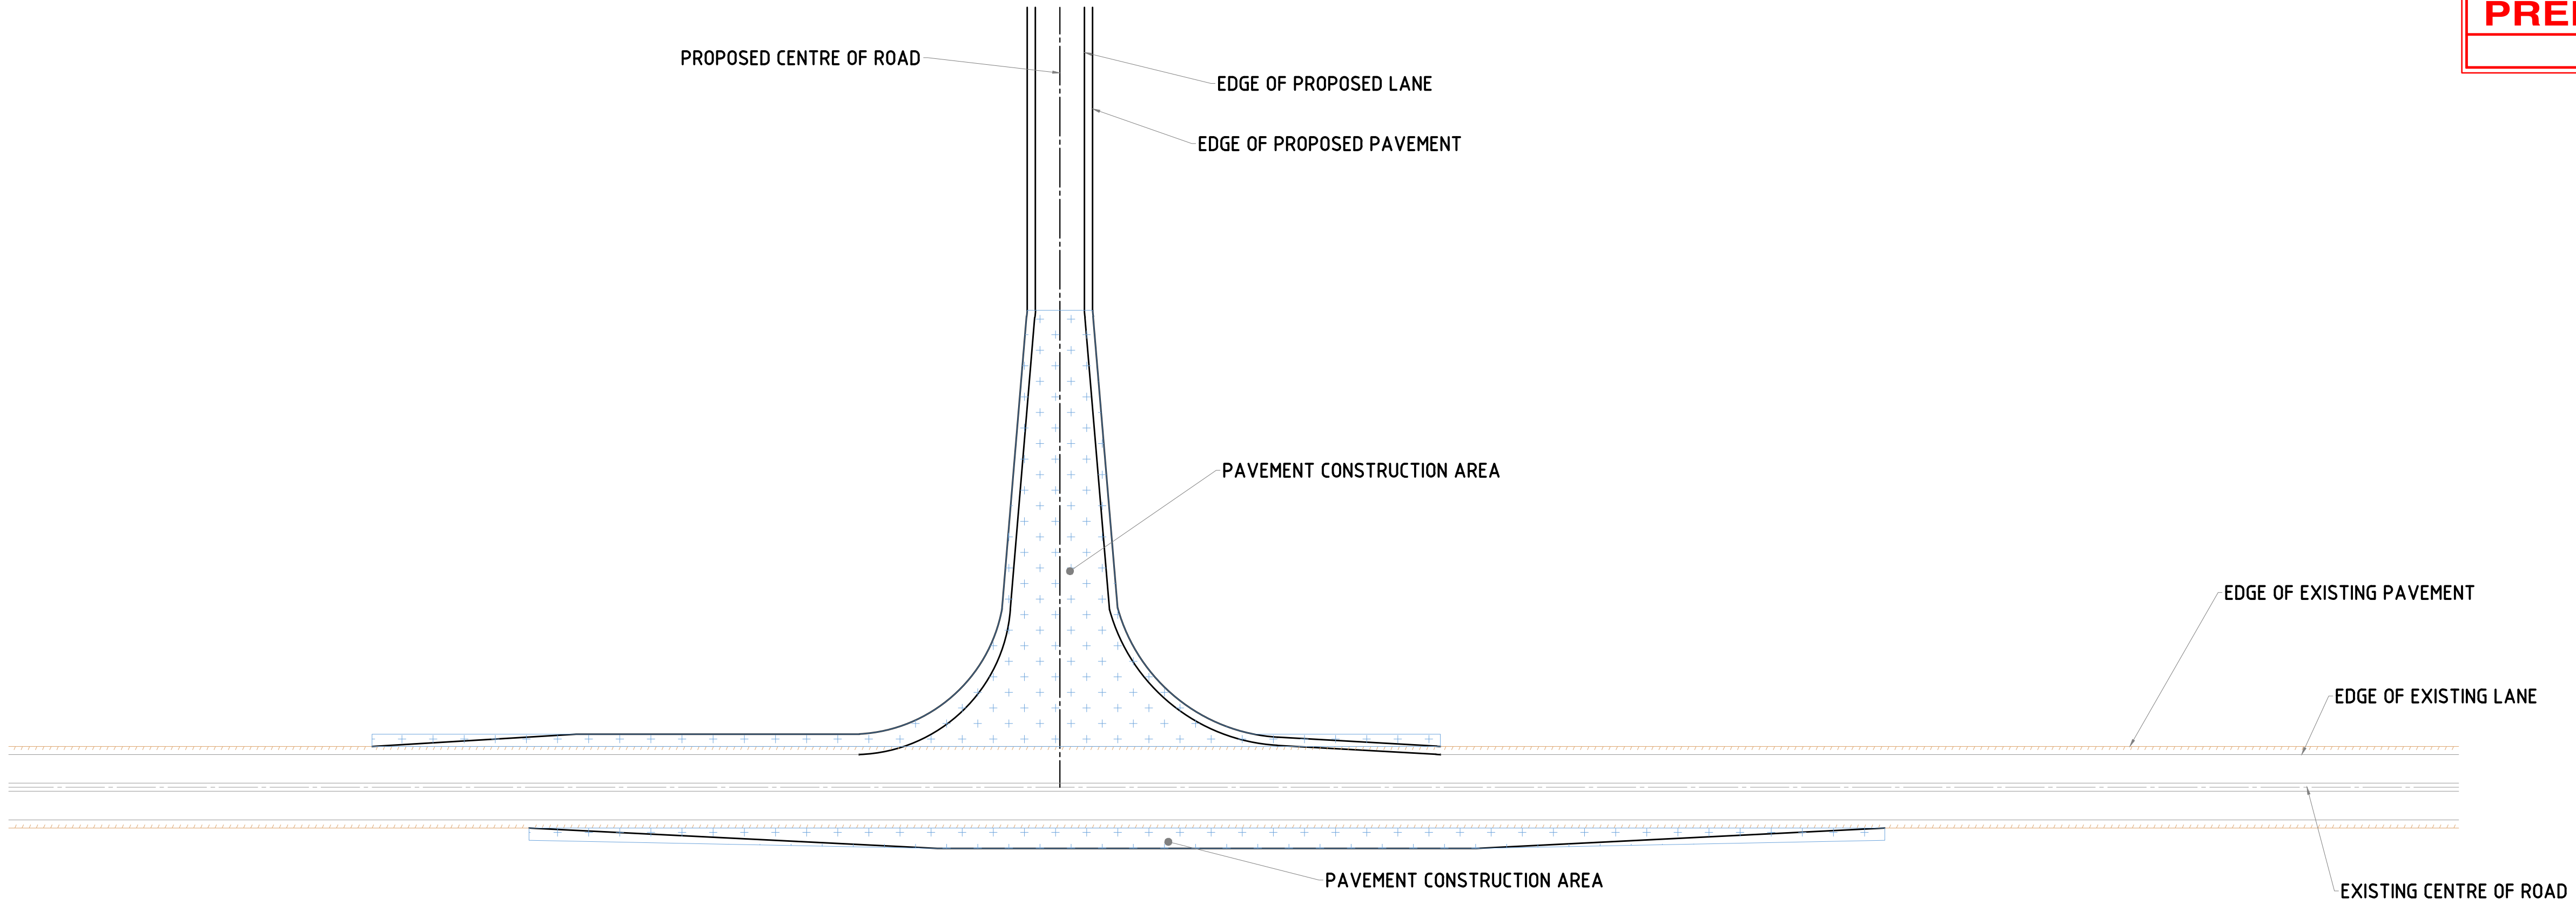 PROPOSED CENTRE OF ROAD
EDGE OF PROPOSED LANE
EDGE OF PROPOSED PAVEMENT
PAVEMENT CONSTRUCTION AREA
EDGE OF EXISTING PAVEMENT
EDGE OF EXISTING LANE
PAVEMENT CONSTRUCTION AREA
EXISTING CENTRE OF ROAD